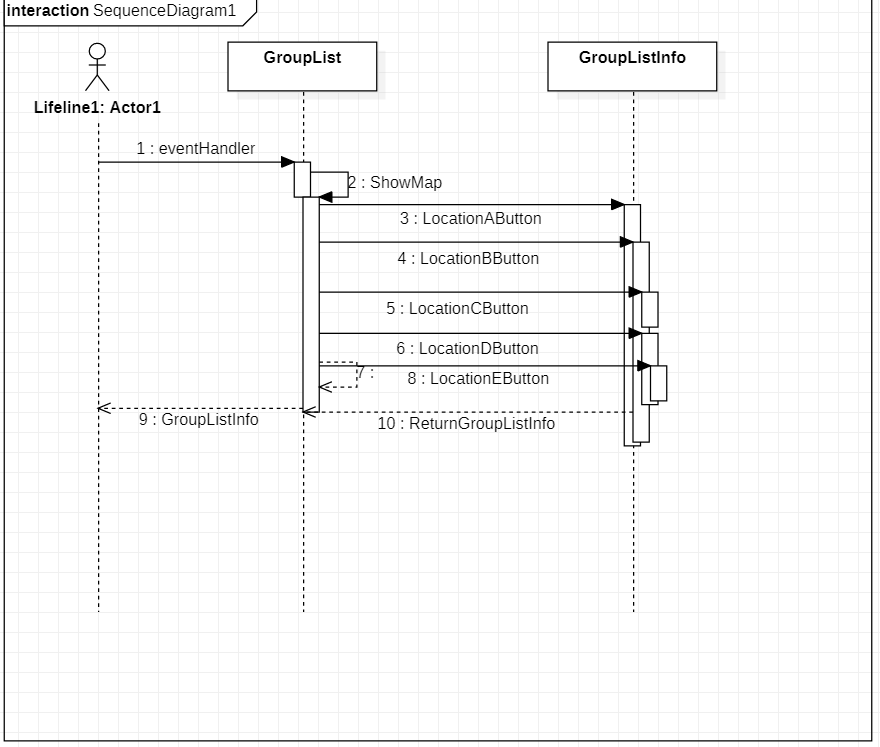 interaction SequenceDiagram1
GroupList
GroupListInfo
Lifeline1: Actor1
1 : eventHandler
2 : ShowMap
3 : LocationAButton
4 : LocationBButton
5 : LocationCButton
6 : LocationDButton
7 :
8 : LocationEButton
9 : GroupListInfo
10 : ReturnGroupListInfo